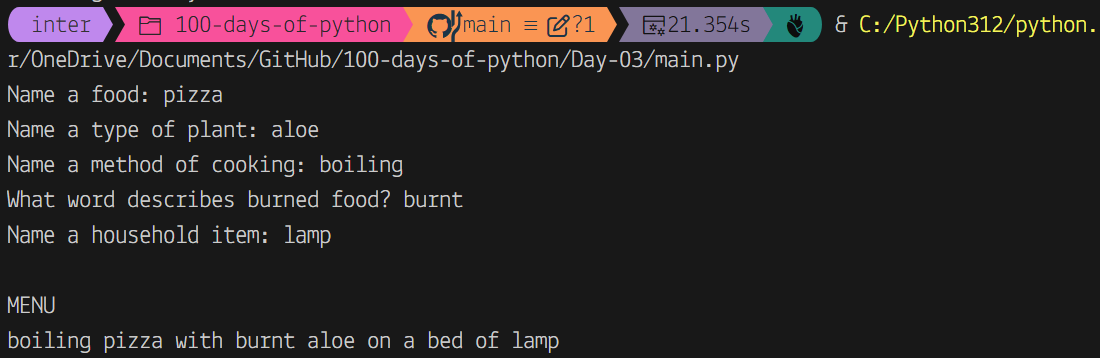 inter 100-days-of-python main ≡ ?1 21.354s & C:/Python312/python.
r/OneDrive/Documents/GitHub/100-days-of-python/Day-03/main.py
Name a food: pizza
Name a type of plant: aloe
Name a method of cooking: boiling
What word describes burned food? burnt
Name a household item: lamp
MENU
boiling pizza with burnt aloe on a bed of lamp